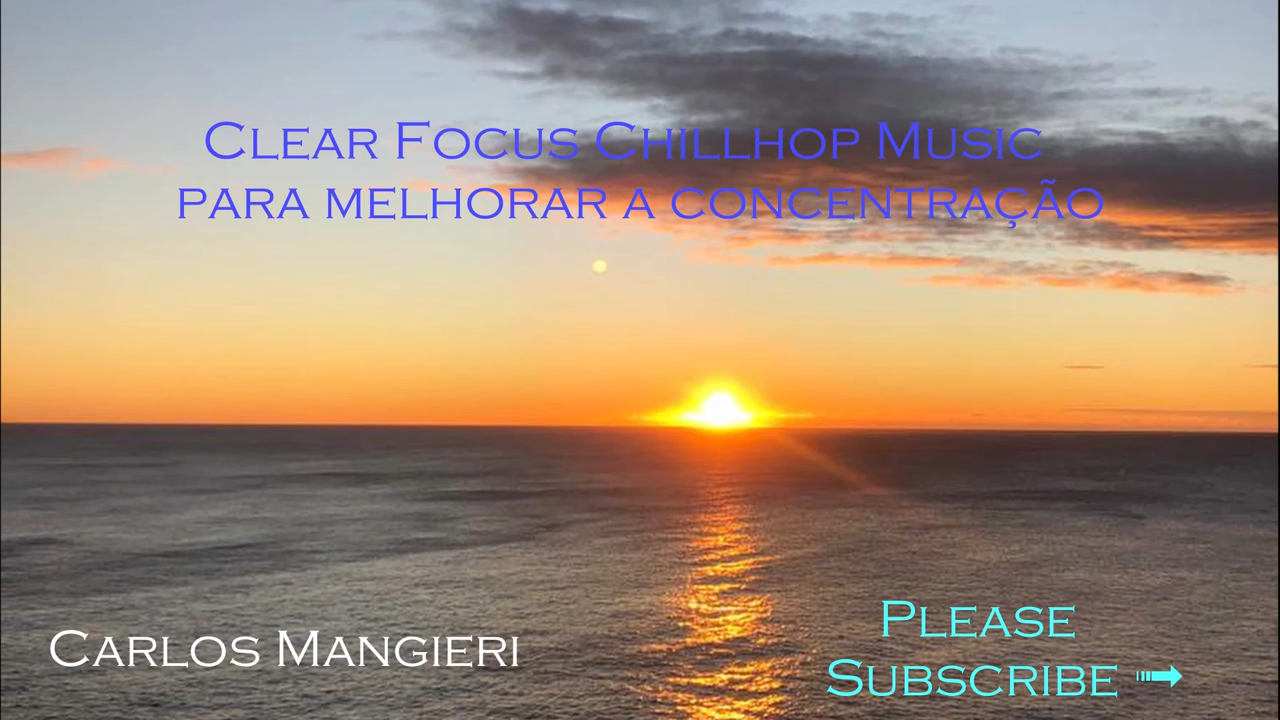 Clear Focus Chillhop Music
para melhorar a concentração
Carlos Mangieri
Please
Subscribe ➟